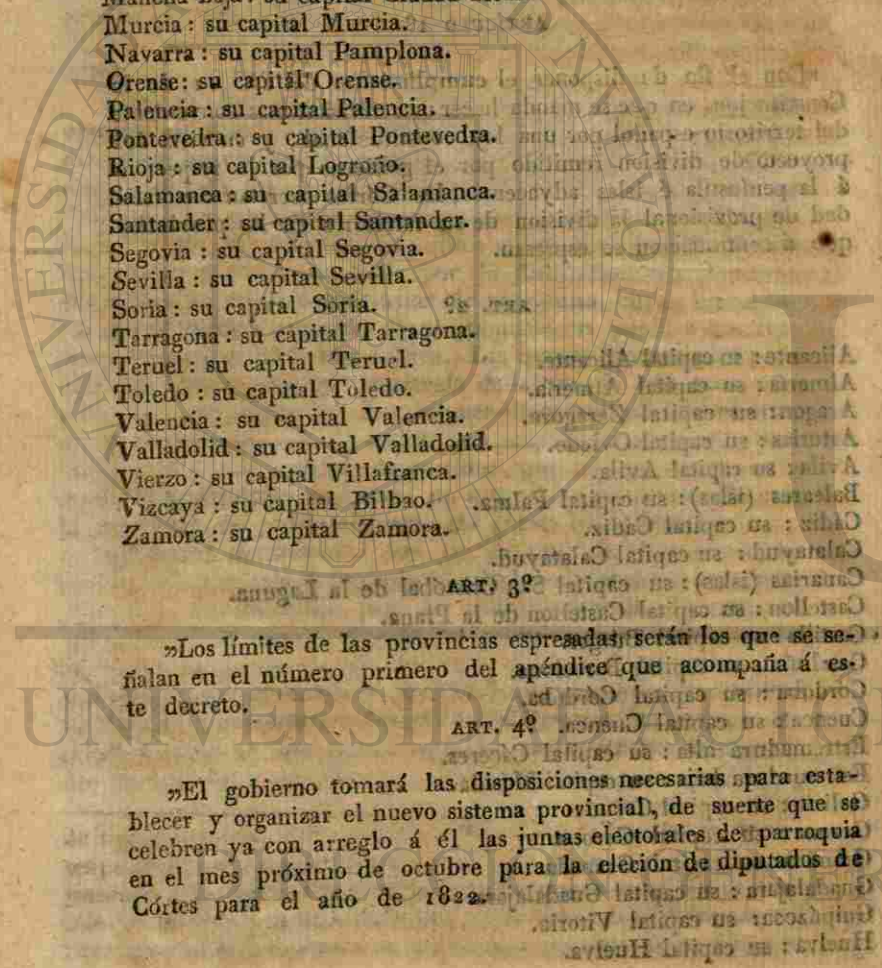 Murcia: su capital Murcia.
Navarra: su capital Pamplona.
Orense: su capital Orense.
Palencia: su capital Palencia.
Pontevedra: su capital Pontevedra.
Rioja: su capital Logroño.
Salamanca: su capital Salamanca.
Santander: su capital Santander.
Segovia: su capital Segovia.
Sevilla: su capital Sevilla.
Soria: su capital Soria.
Tarragona: su capital Tarragona.
Teruel: su capital Teruel.
Toledo: su capital Toledo.
Valencia: su capital Valencia.
Valladolid: su capital Valladolid.
Vierzo: su capital Villafranca.
Vizcaya: su capital Bilbao.
Zamora: su capital Zamora.
ART. 3º
»Los límites de las provincias espresadas, serán los que se se-
ñalan en el número primero del apéndice que acompaña á es-
te decreto.
ART. 4º
»El gobierno tomará las disposiciones necesarias para esta-
blecer y organizar el nuevo sistema provincial, de suerte que se
celebren ya con arreglo á él las juntas electorales de parroquia
en el mes próximo de octubre para la eleción de diputados de
Córtes para el año de 1822.